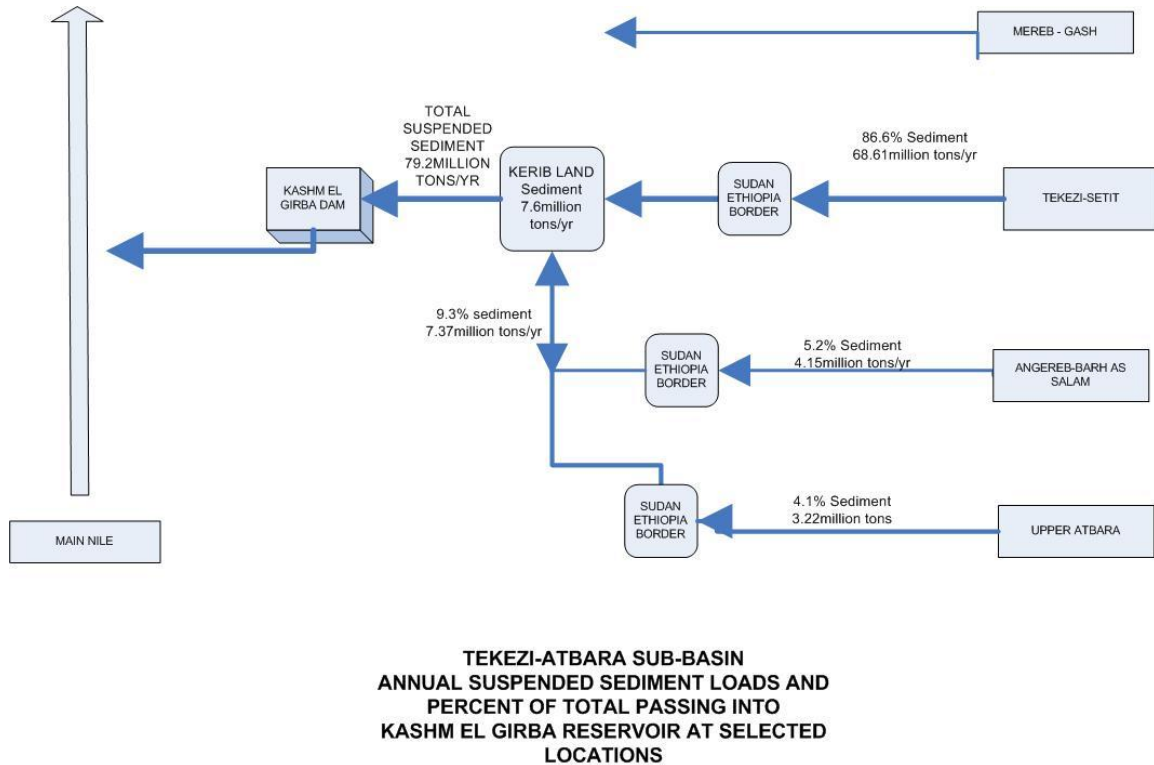 MEREB - GASH
TOTAL
SUSPENDED
SEDIMENT
79.2MILLION
TONS/YR
86.6% Sediment
68.61million tons/yr
KASHM EL
GIRBA DAM
KERIB LAND
Sediment
7.6million
tons/yr
SUDAN
ETHIOPIA
BORDER
TEKEZI-SETIT
9.3% sediment
7.37million tons/yr
SUDAN
ETHIOPIA
BORDER
5.2% Sediment
4.15million tons/yr
ANGEREB-BARH AS
SALAM
SUDAN
ETHIOPIA
BORDER
4.1% Sediment
3.22million tons
UPPER ATBARA
MAIN NILE
TEKEZI-ATBARA SUB-BASIN
ANNUAL SUSPENDED SEDIMENT LOADS AND
PERCENT OF TOTAL PASSING INTO
KASHM EL GIRBA RESERVOIR AT SELECTED
LOCATIONS